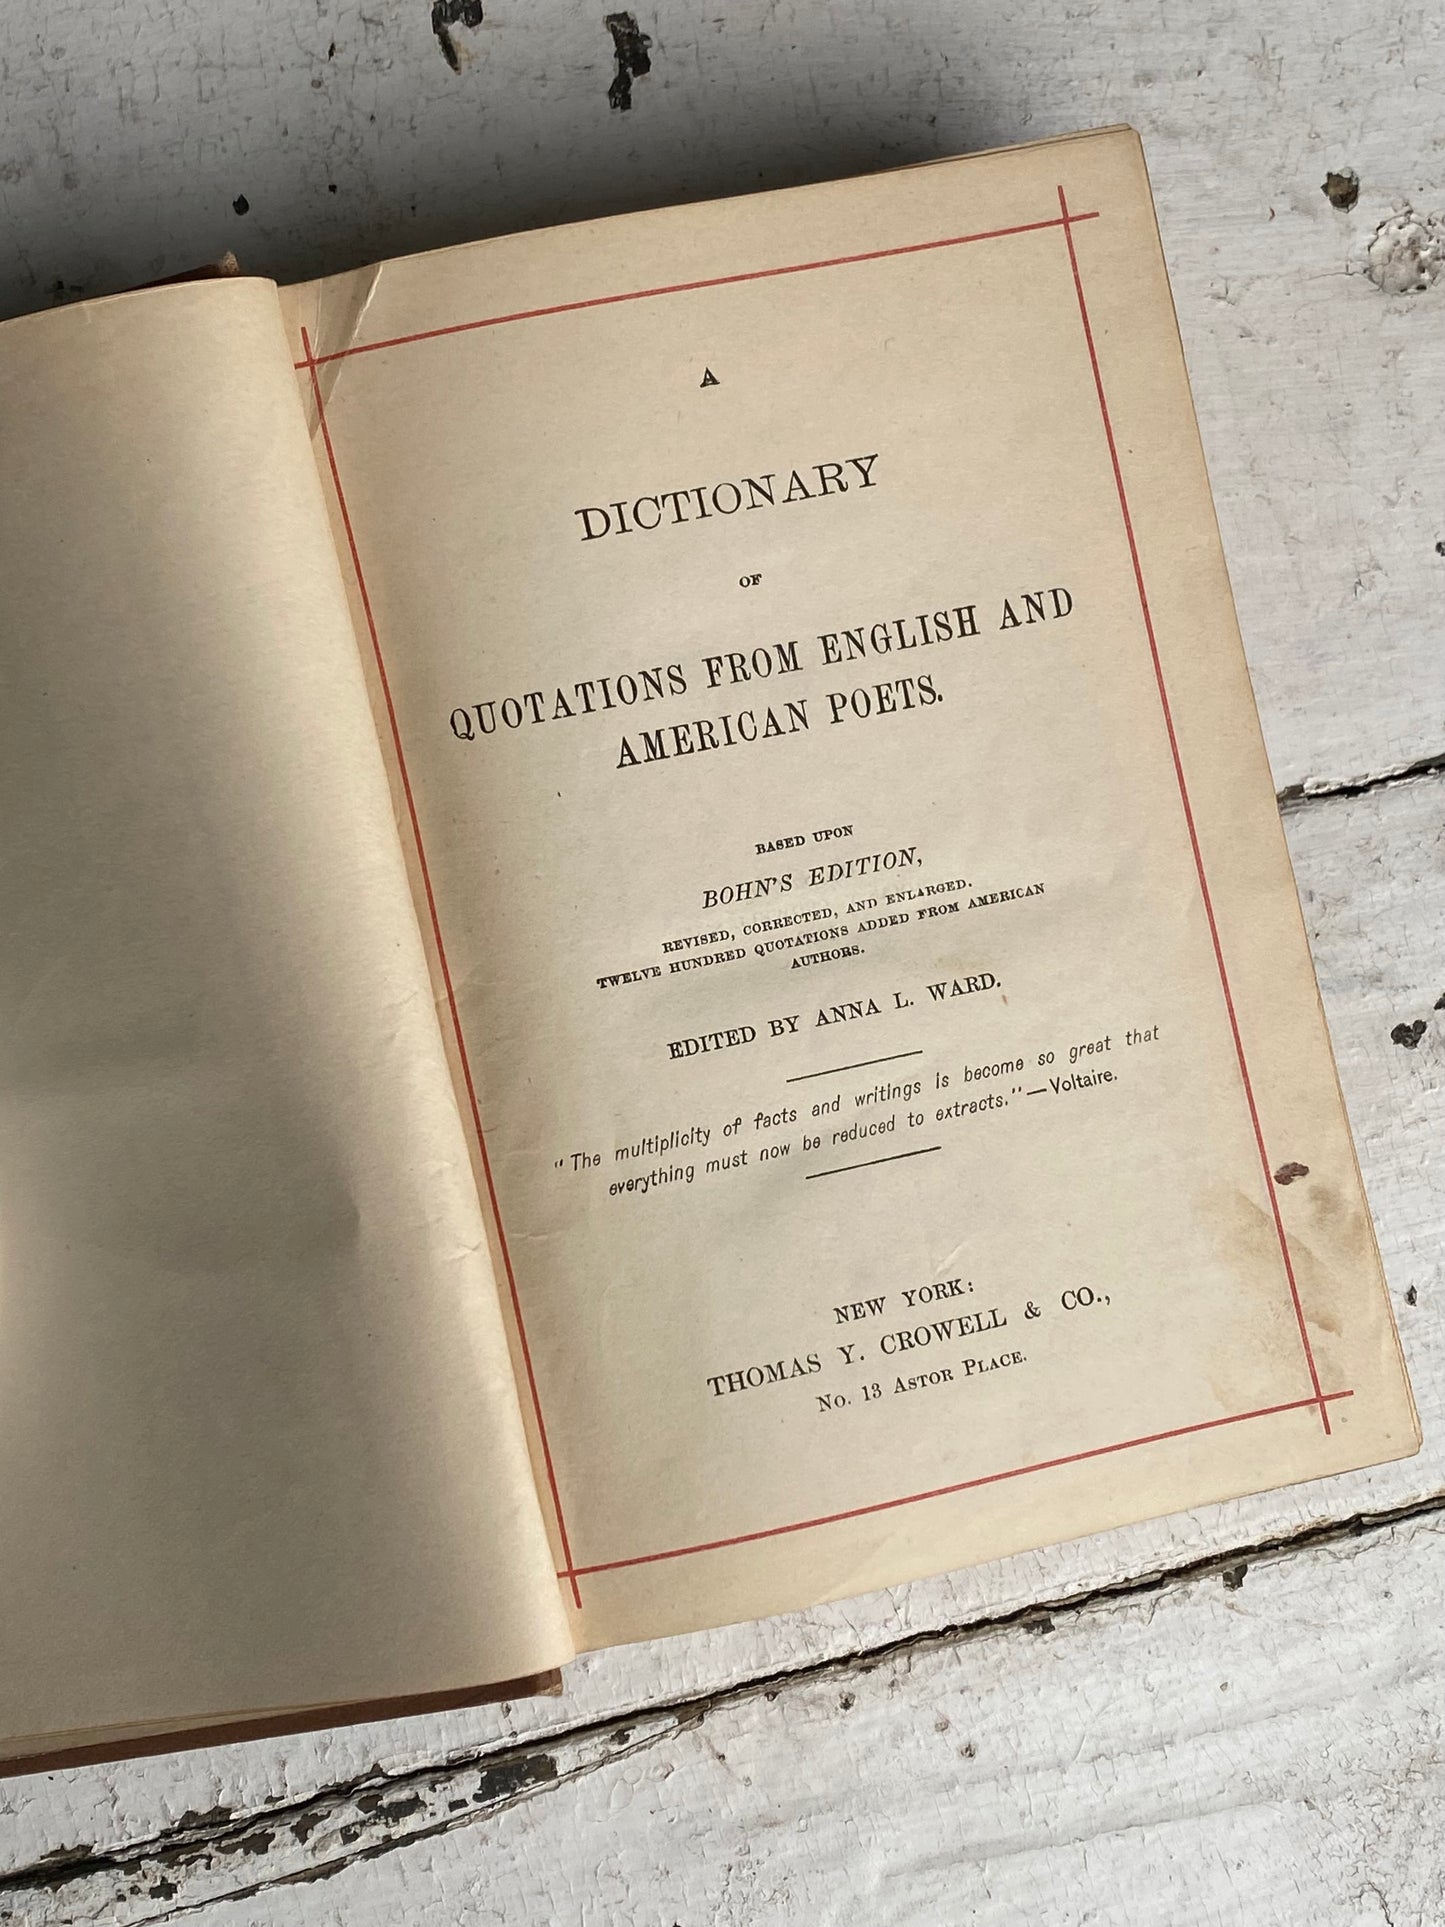 A
DICTIONARY
OF
QUOTATIONS FROM ENGLISH AND
AMERICAN POETS.
BASED UPON
BOHN'S EDITION,
REVISED, CORRECTED, AND ENLARGED.
TWELVE HUNDRED QUOTATIONS ADDED FROM AMERICAN
AUTHORS.
EDITED BY ANNA L. WARD.
"The multiplicity of facts and writings is become so great that
everything must now be reduced to extracts."—Voltaire.
NEW YORK:
THOMAS Y. CROWELL & CO.,
No. 13 ASTOR PLACE.